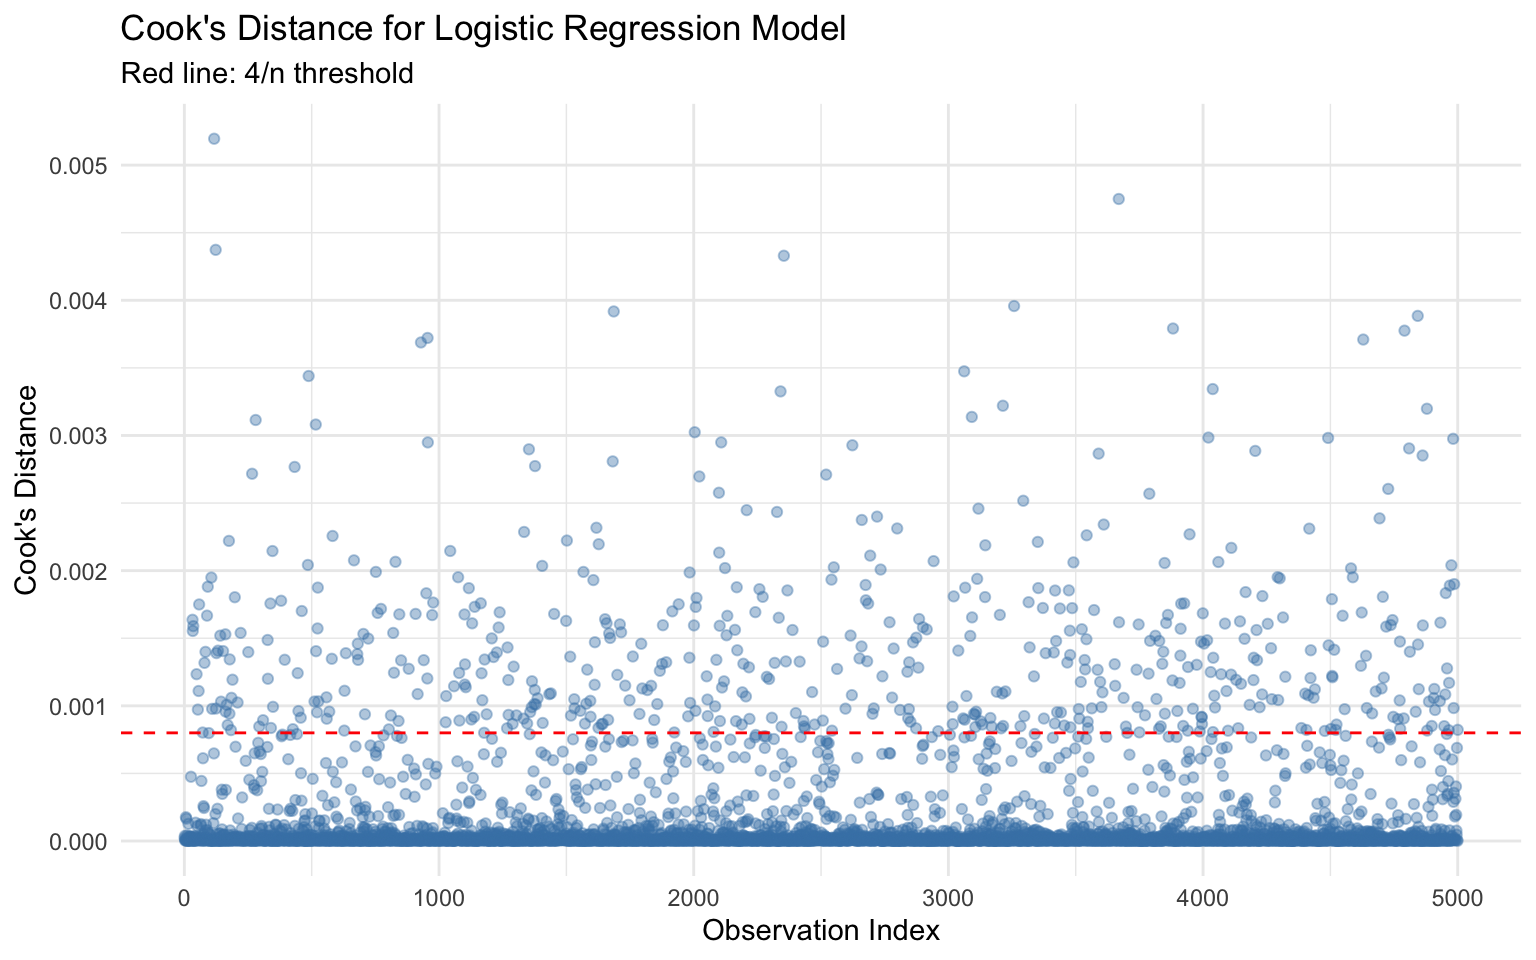 Cook's Distance for Logistic Regression Model
Red line: 4/n threshold
Cook's Distance
0.005
0.004
0.003
0.002
0.001
0.000
0 1000 2000 3000 4000 5000
Observation Index